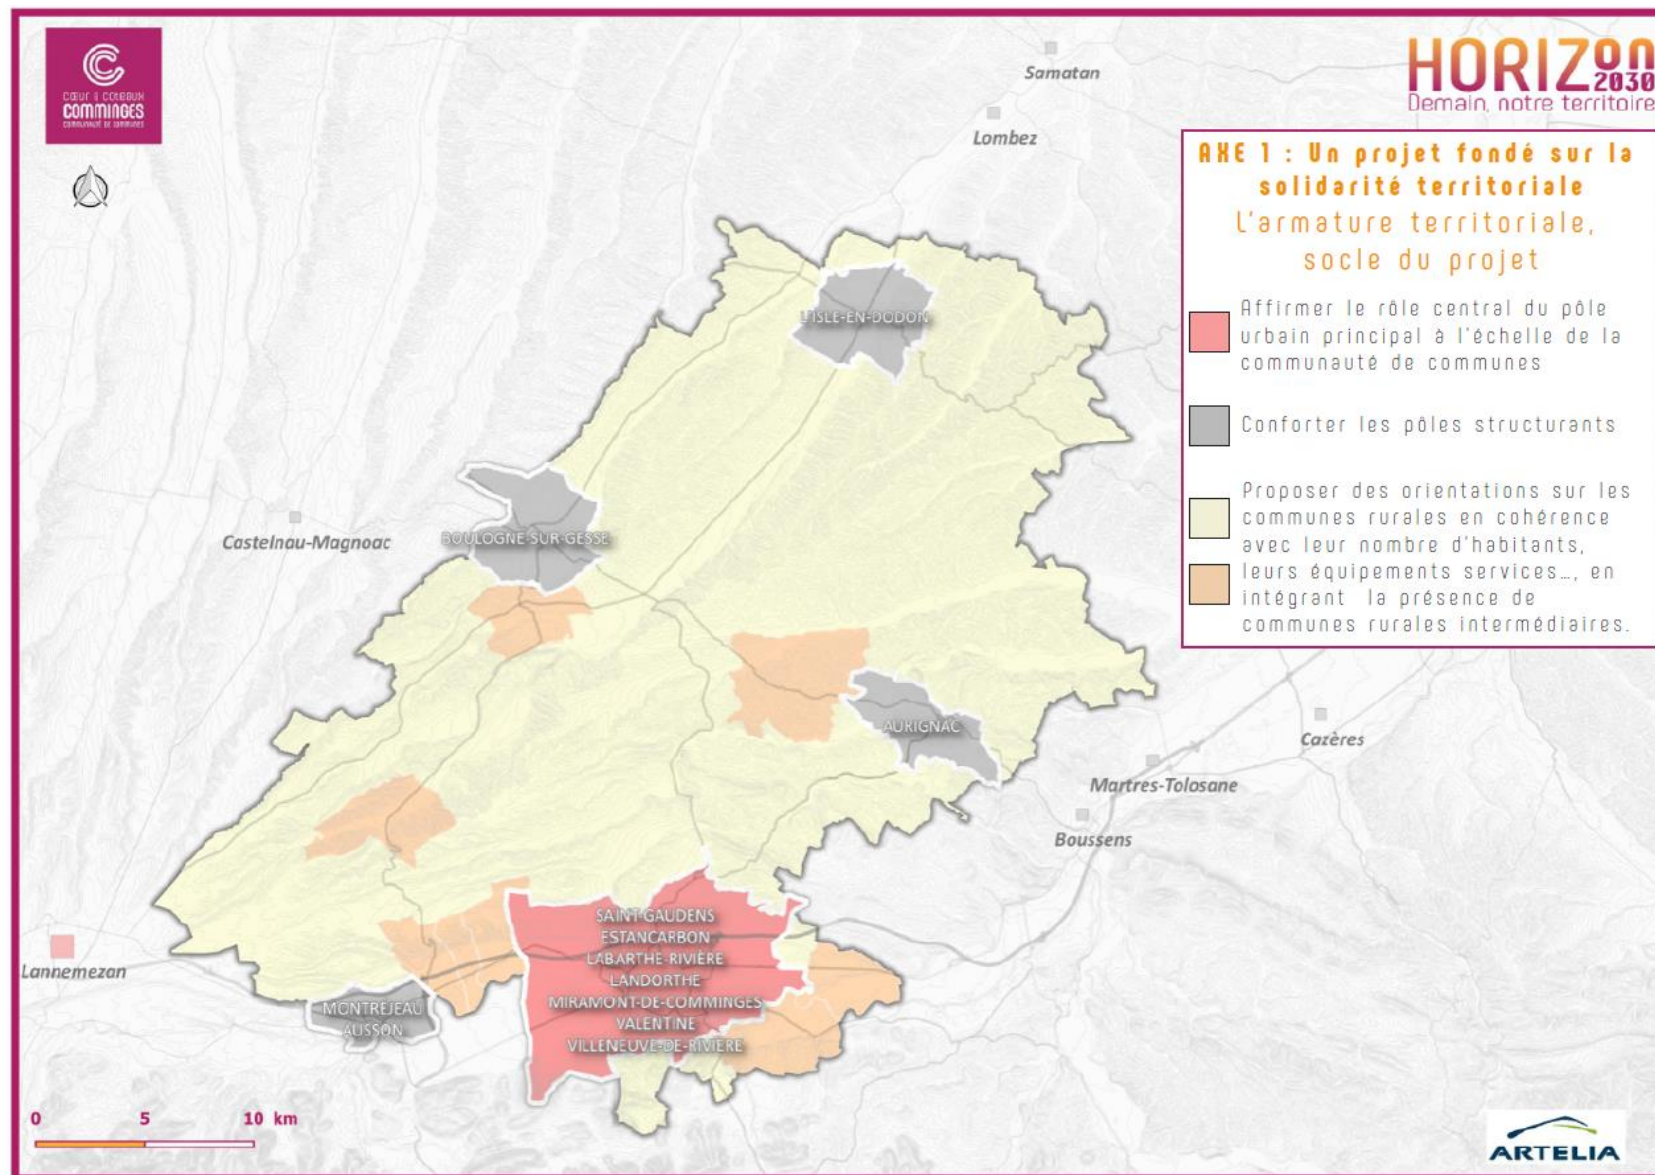 CŒUR & COTEAUX
COMMINGES
COMMUNAUTÉ DE COMMUNES
HORIZON
2030
Demain, notre territoire
AXE 1 : Un projet fondé sur la
solidarité territoriale
L'armature territoriale,
socle du projet
Affirmer le rôle central du pôle
urbain principal à l'échelle de la
communauté de communes
Conforter les pôles structurants
Proposer des orientations sur les
communes rurales en cohérence
avec leur nombre d'habitants,
leurs équipements services…, en
intégrant la présence de
communes rurales intermédiaires.
Samatan
Lombez
L'ISLE-EN-DODON
Castelnau-Magnoac
BOULOGNE-SUR-GESSE
AURIGNAC
Cazères
Martres-Tolosane
Boussens
Lannemezan
SAINT-GAUDENS
ESTANCARBON
LABARTHE-RIVIÈRE
LANDORTHE
MIRAMONT-DE-COMMINGES
VALENTINE
VILLENEUVE-DE-RIVIÈRE
MONTREJEAU
AUSSON
0 5 10 km
ARTELIA